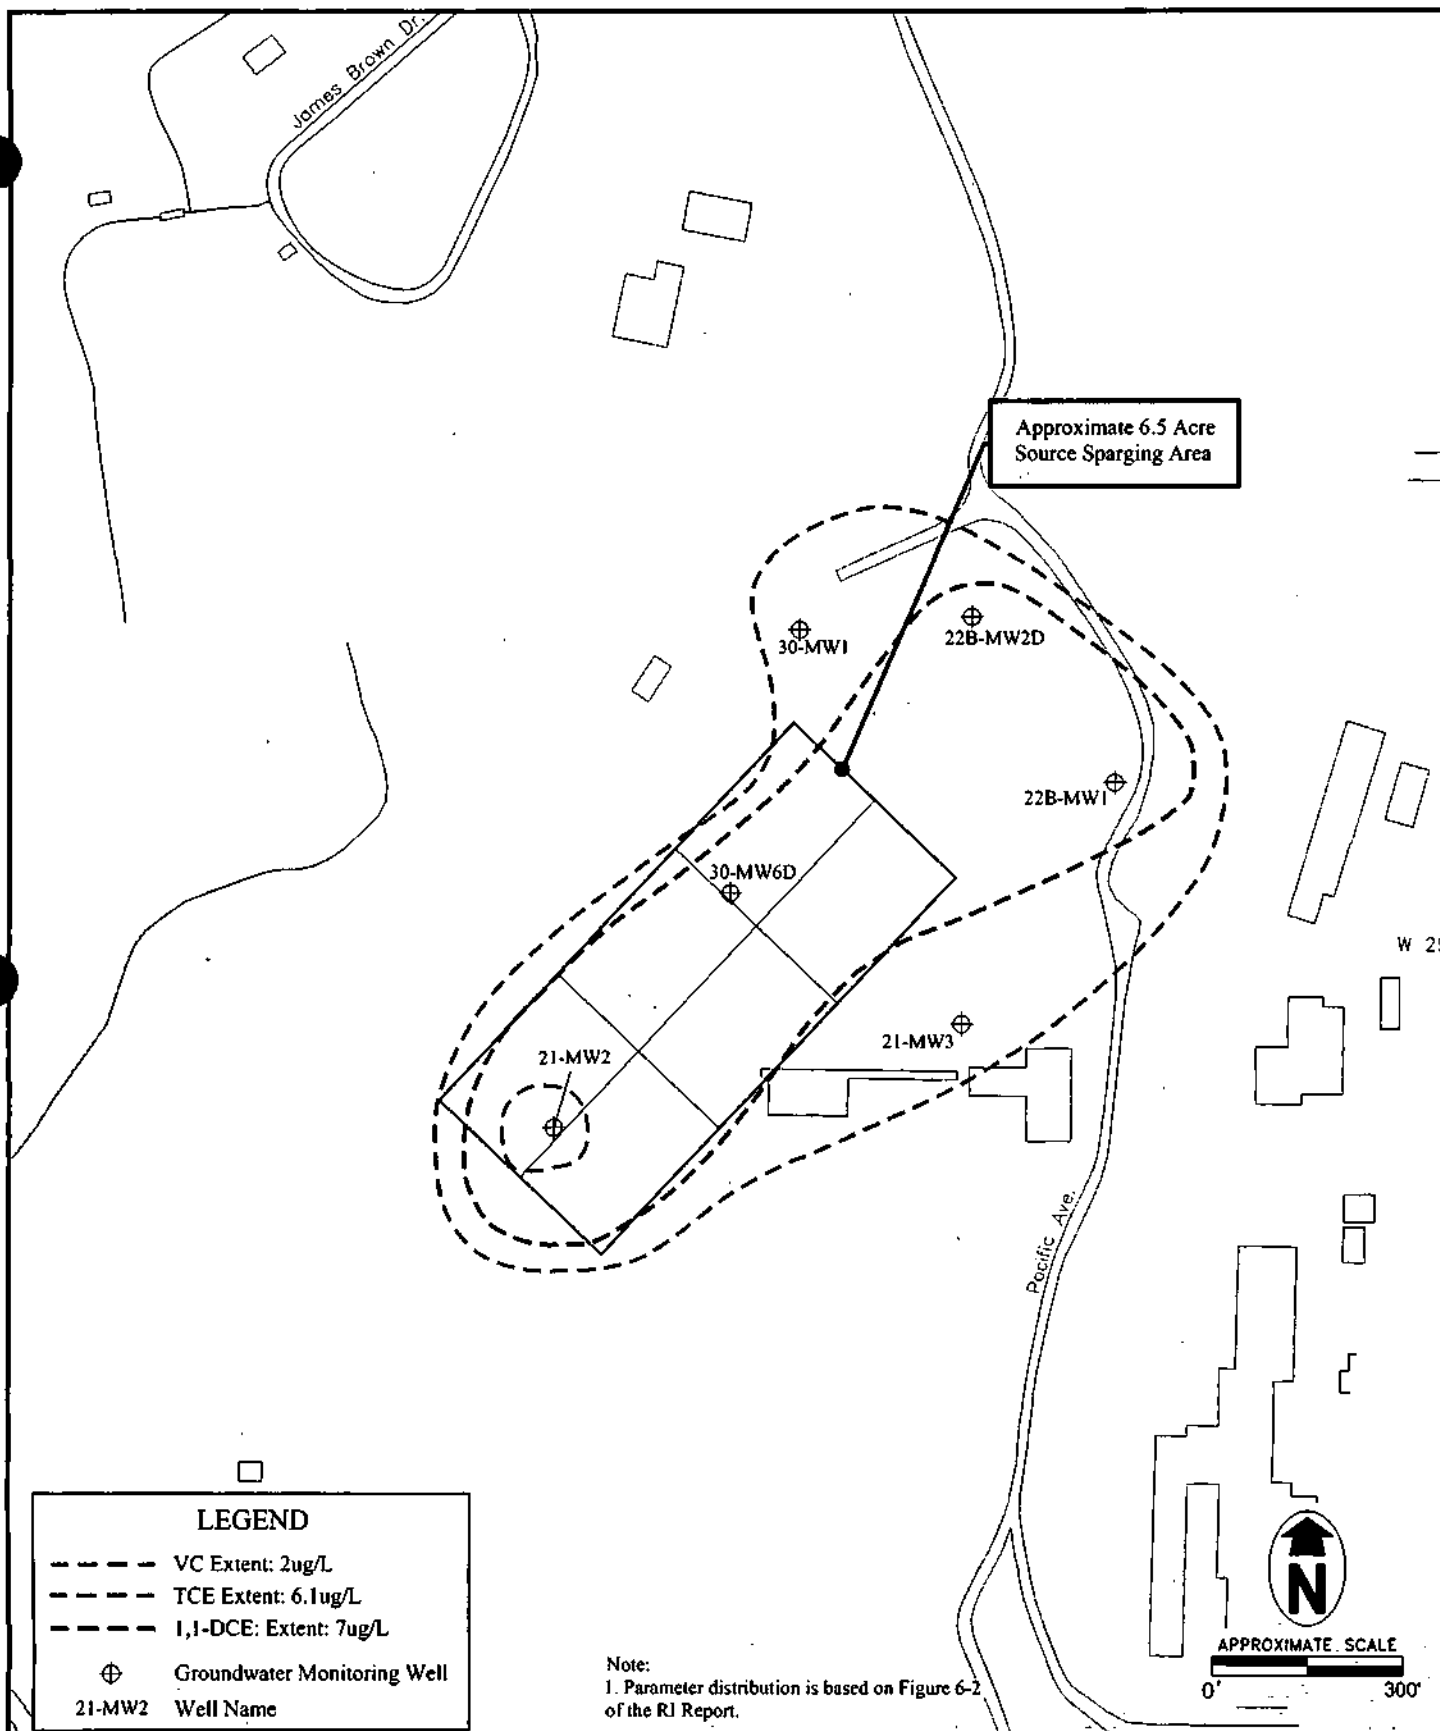 James Brown Dr.
Approximate 6.5 Acre
Source Sparging Area
30-MW1
22B-MW2D
22B-MW1
30-MW6D
W 25
21-MW3
21-MW2
Pacific Ave.
LEGEND
VC Extent: 2ug/L
TCE Extent: 6.1ug/L
1,1-DCE: Extent: 7ug/L
Groundwater Monitoring Well
21-MW2 Well Name
Note:
1. Parameter distribution is based on Figure 6-2
of the RI Report.
N
APPROXIMATE SCALE
0' 300'